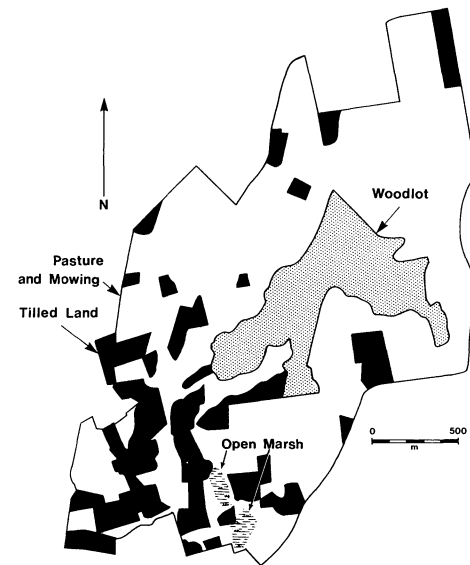 N
Woodlot
Pasture
and Mowing
Tilled Land
0 500
m
Open Marsh